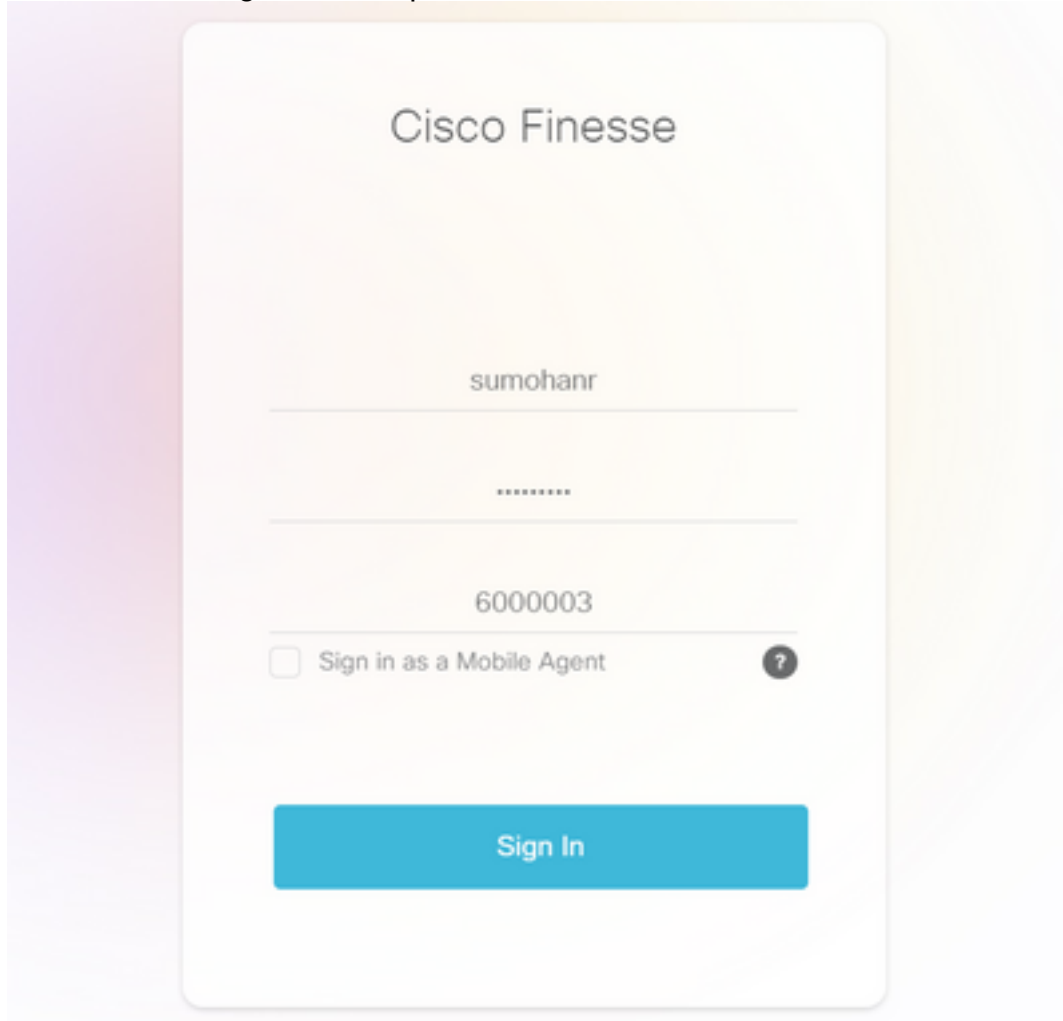 Cisco Finesse
sumohanr
•••••••••
6000003
Sign in as a Mobile Agent ?
Sign In